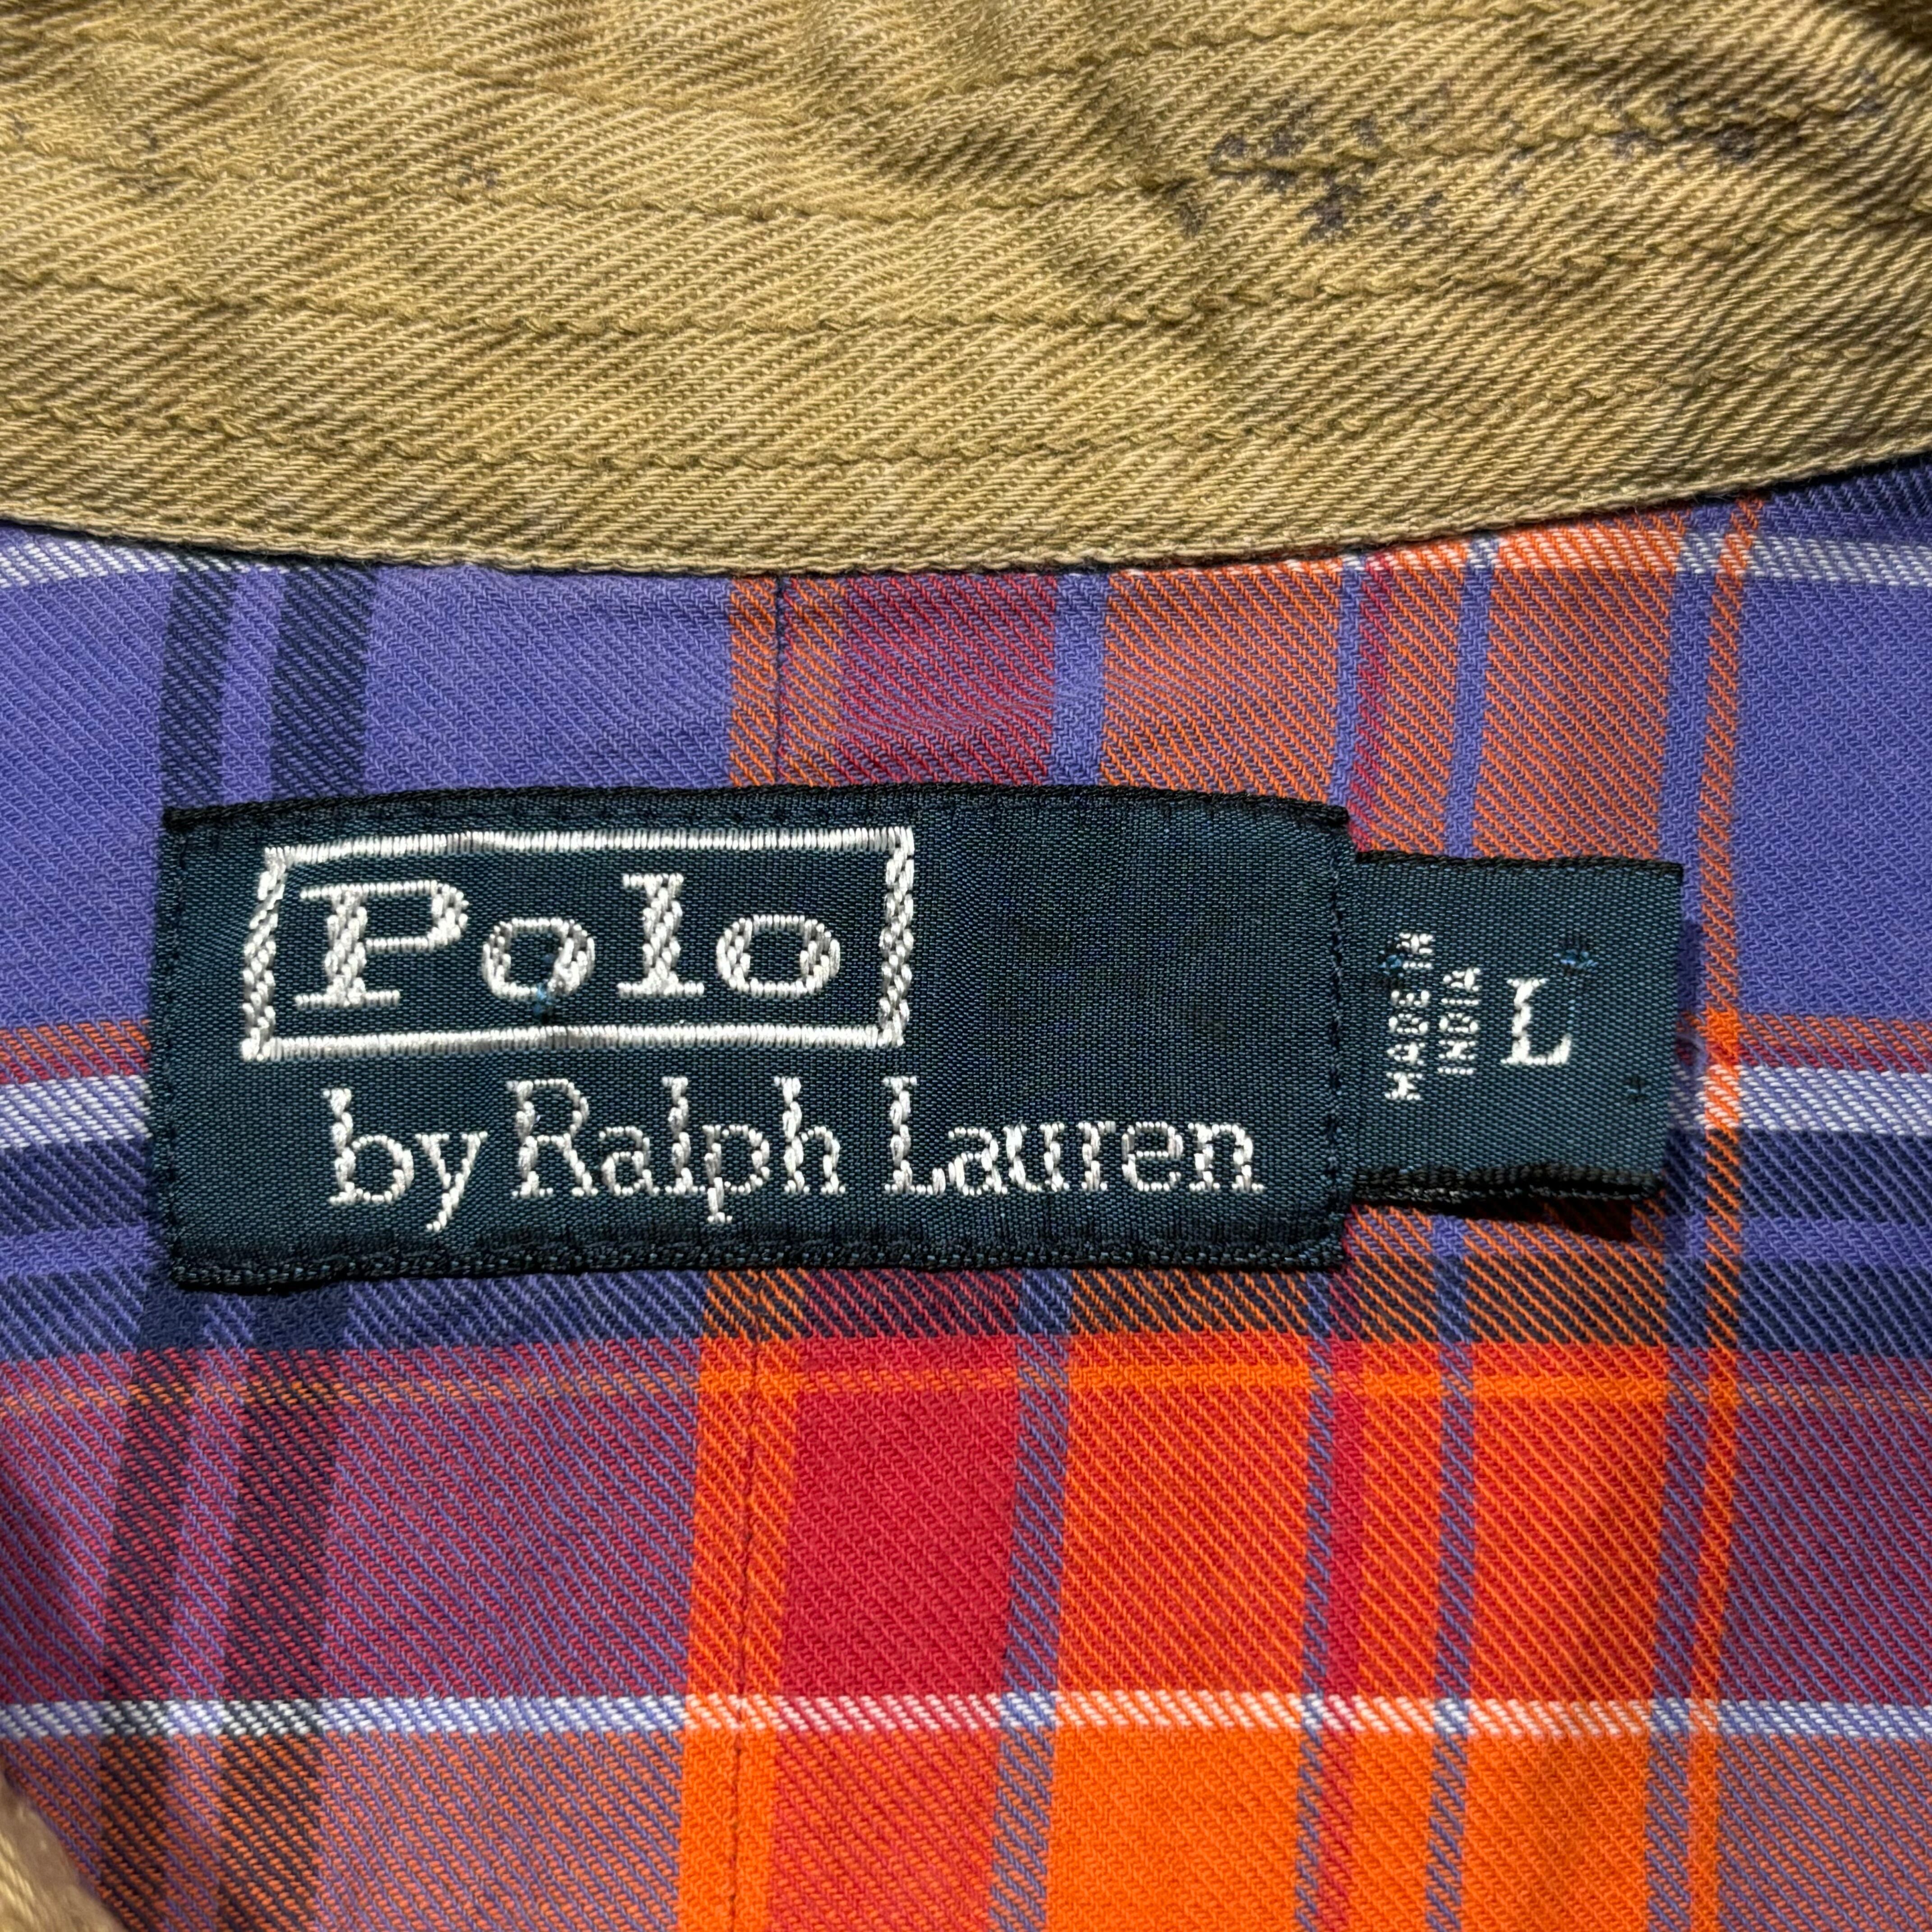 Polo
by Ralph Lauren
MADE IN
INDIA
L